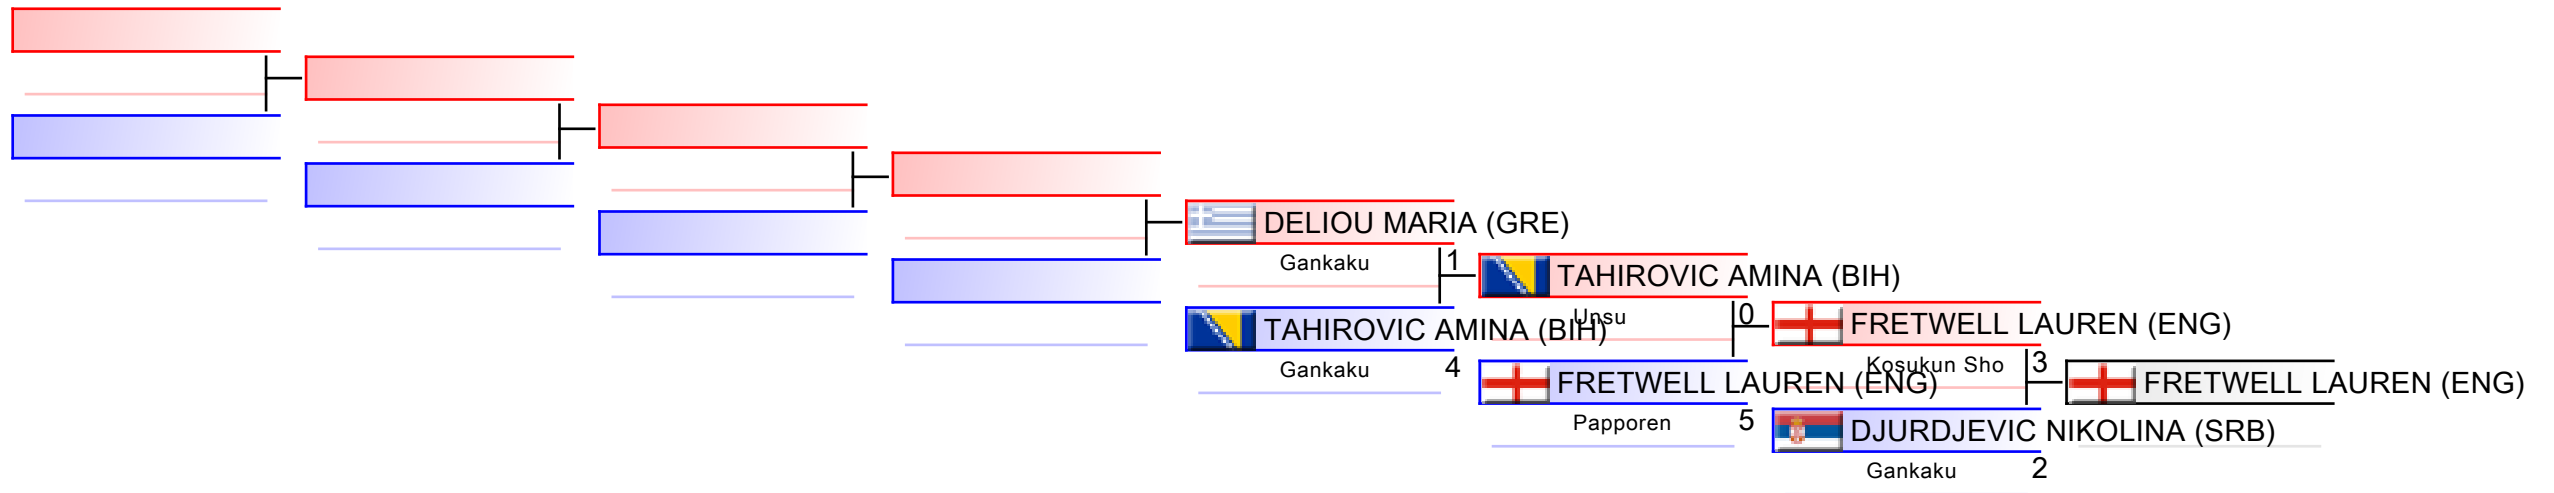 DELIOU MARIA (GRE)
Gankaku
1
TAHIROVIC AMINA (BIH)
Gankaku
4
TAHIROVIC AMINA (BIH)
Unsu
0
FRETWELL LAUREN (ENG)
Papporen
5
FRETWELL LAUREN (ENG)
Kosukun Sho
3
DJURDJEVIC NIKOLINA (SRB)
Gankaku
2
FRETWELL LAUREN (ENG)